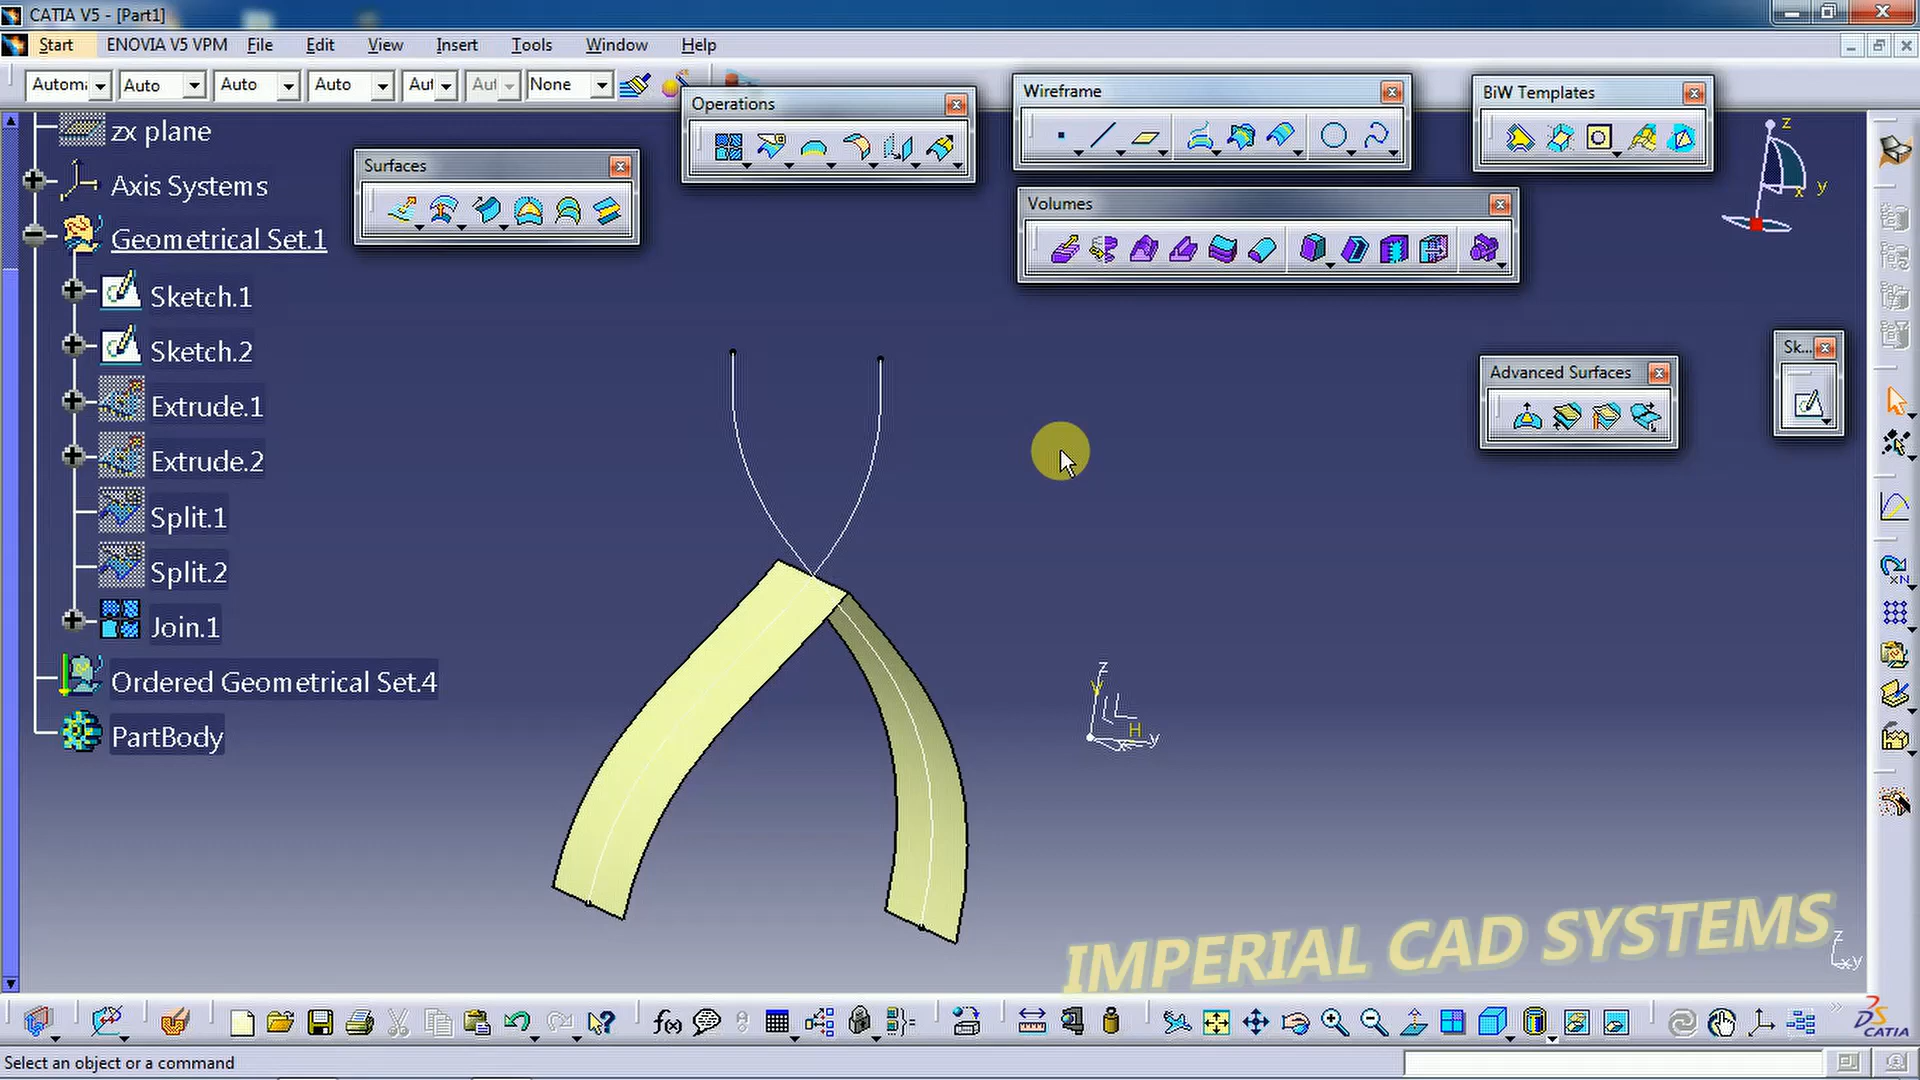 CATIA V5 - [Part1]
Start ENOVIA V5 VPM File Edit View Insert Tools Window Help
Auto Auto Auto None
Operations
Wireframe
BiW Templates
Surfaces
Volumes
Advanced Surfaces
Sk...
zx plane
Axis Systems
Geometrical Set.1
Sketch.1
Sketch.2
Extrude.1
Extrude.2
Split.1
Split.2
Join.1
Ordered Geometrical Set.4
PartBody
z
y
x
z
y
H
x y
z
x y
IMPERIAL CAD SYSTEMS
f(x)
CATIA
Select an object or a command